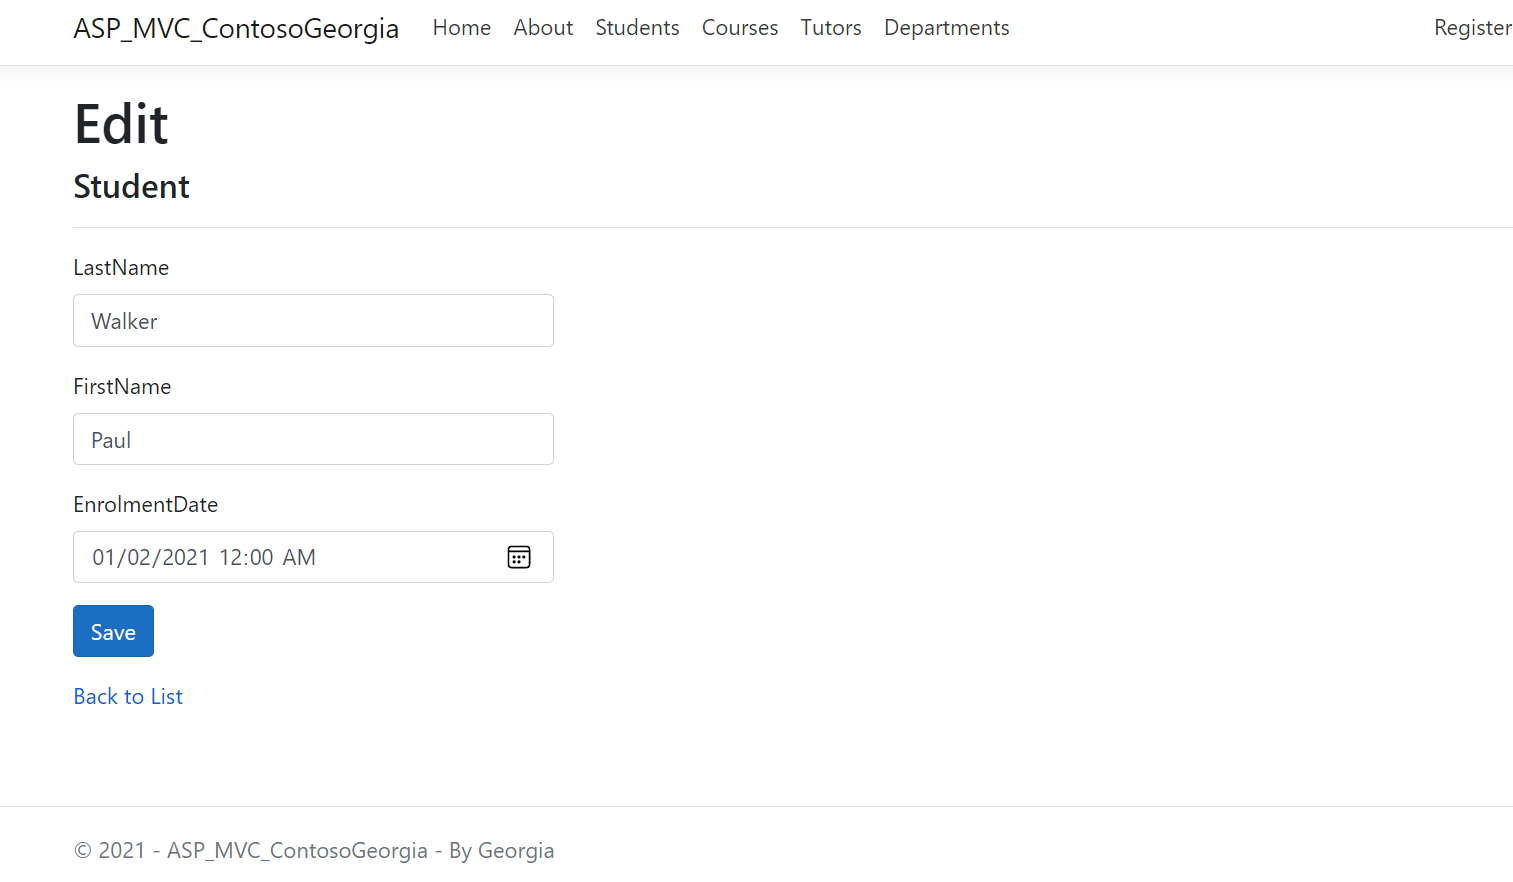 ASP_MVC_ContosoGeorgia Home About Students Courses Tutors Departments Register
Edit
Student
LastName
Walker
FirstName
Paul
EnrolmentDate
01/02/2021 12:00 AM
Save
Back to List
© 2021 - ASP_MVC_ContosoGeorgia - By Georgia